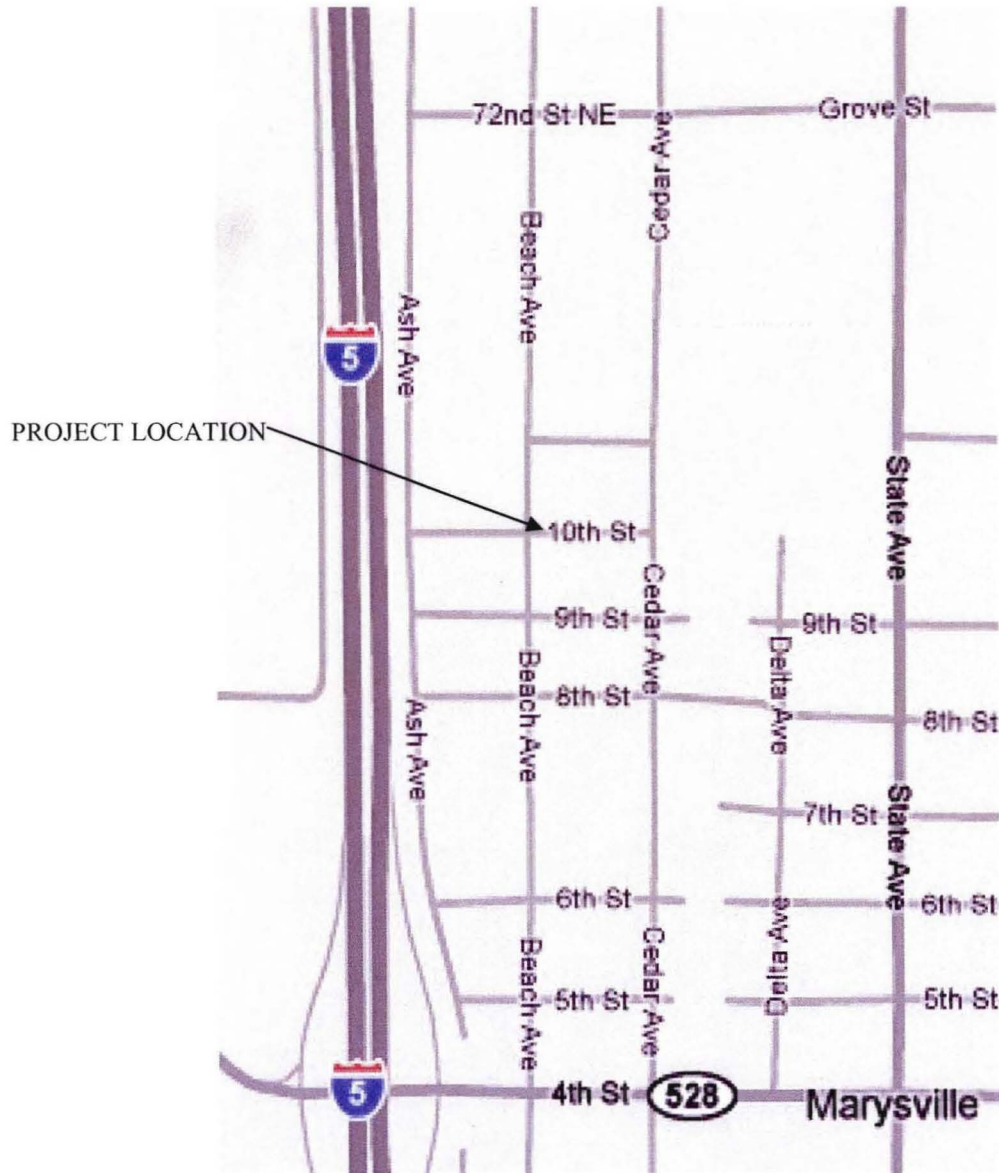 72nd St NE
Grove St
Cedar Ave
Beach Ave
Ash Ave
5
PROJECT LOCATION
State Ave
10th St
Cedar Ave
9th St
9th St
Beach Ave
Delta Ave
8th St
Ash Ave
8th St
State Ave
7th St
6th St
Delta Ave
6th St
Beach Ave
Cedar Ave
5th St
5th St
5
4th St
528
Marysville